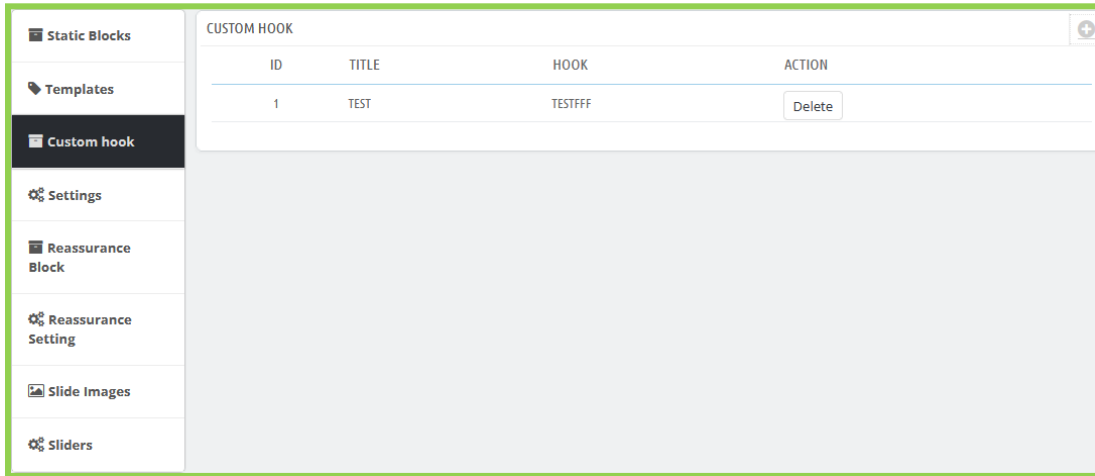 Static Blocks
Templates
Custom hook
Settings
Reassurance
Block
Reassurance
Setting
Slide Images
Sliders
CUSTOM HOOK
ID TITLE HOOK ACTION
1 TEST TESTFFF Delete